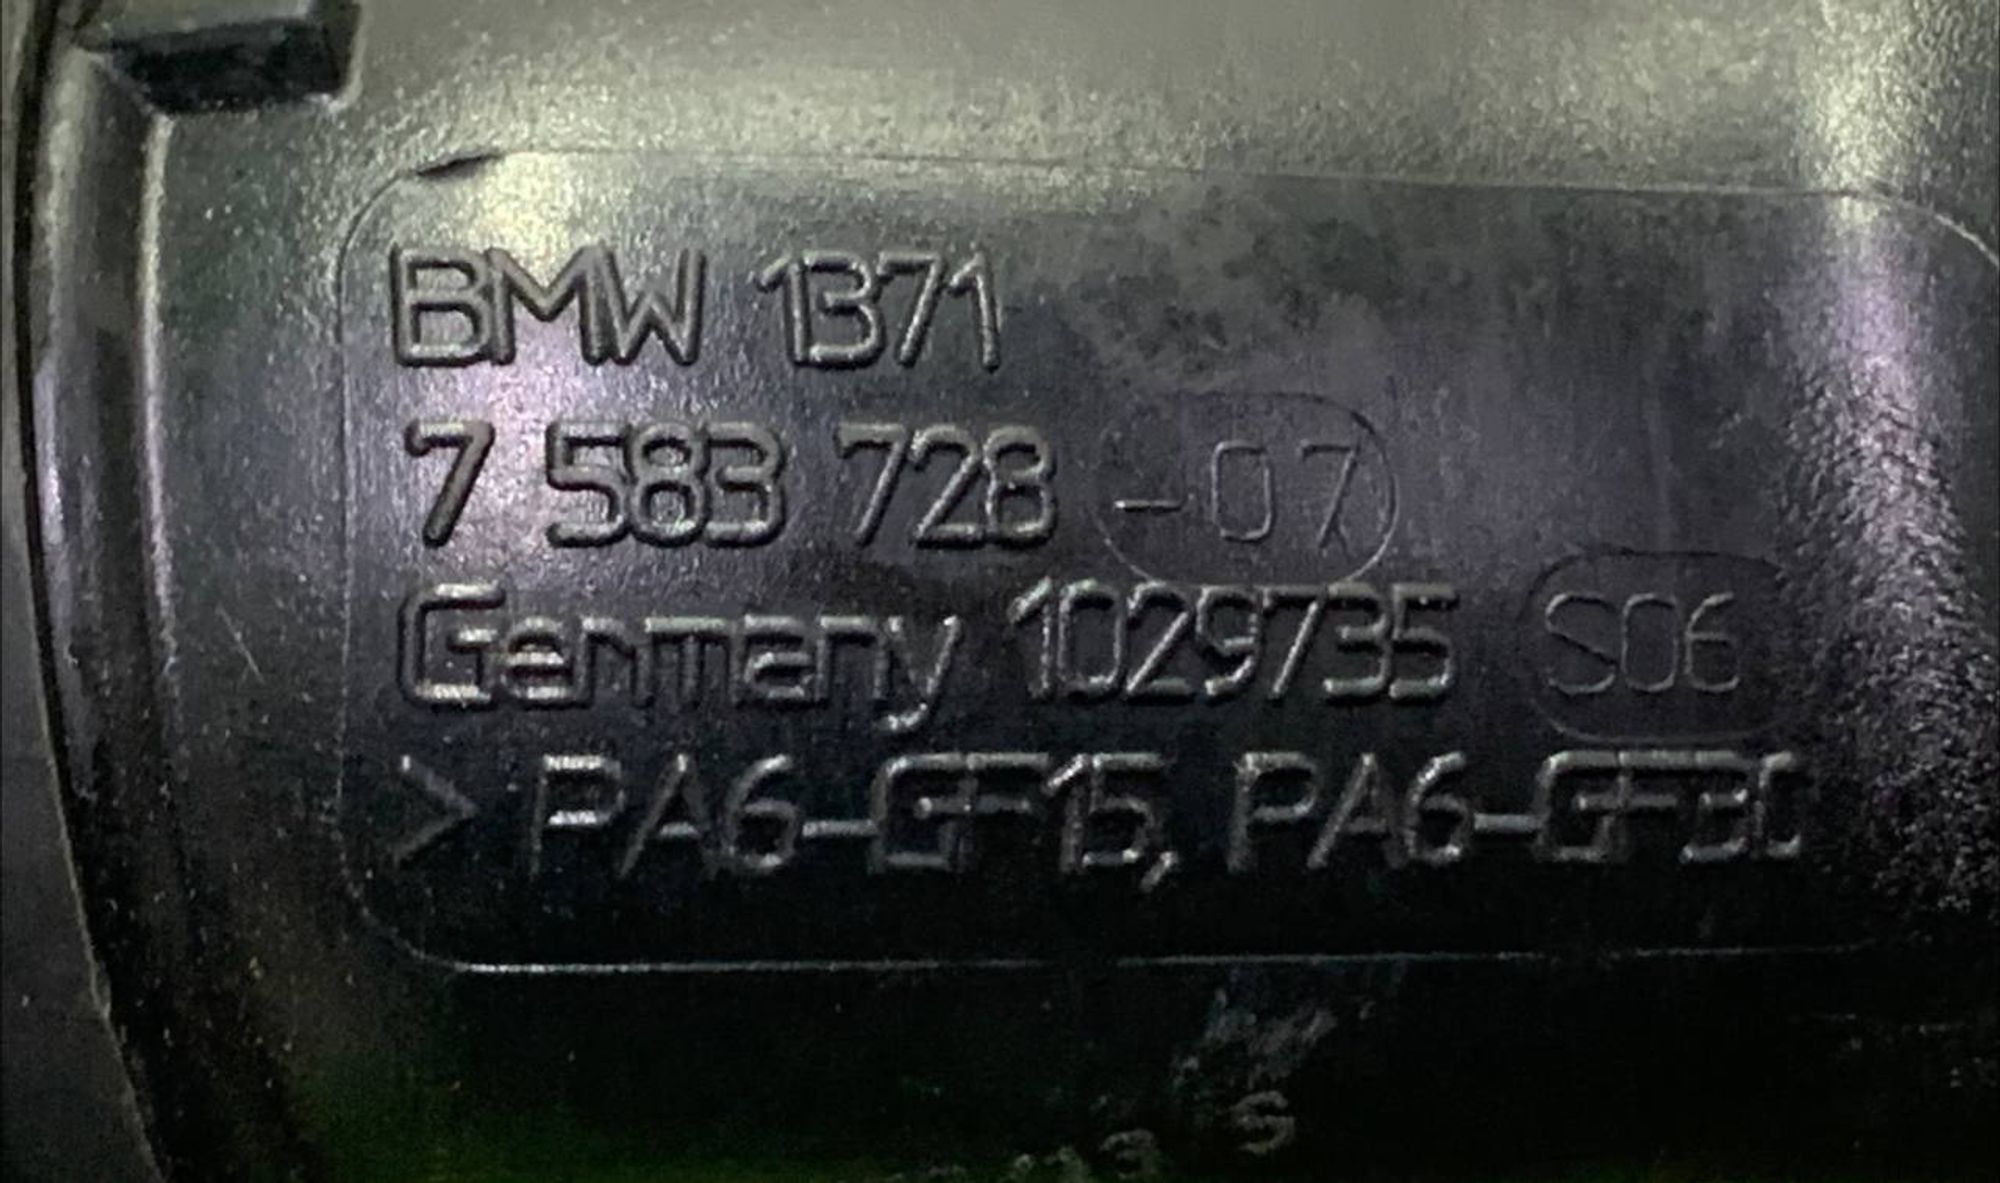 BMW 1371
7 583 728 -07
Germany 1029735 S06
>PA6-GF15, PA6-GF30